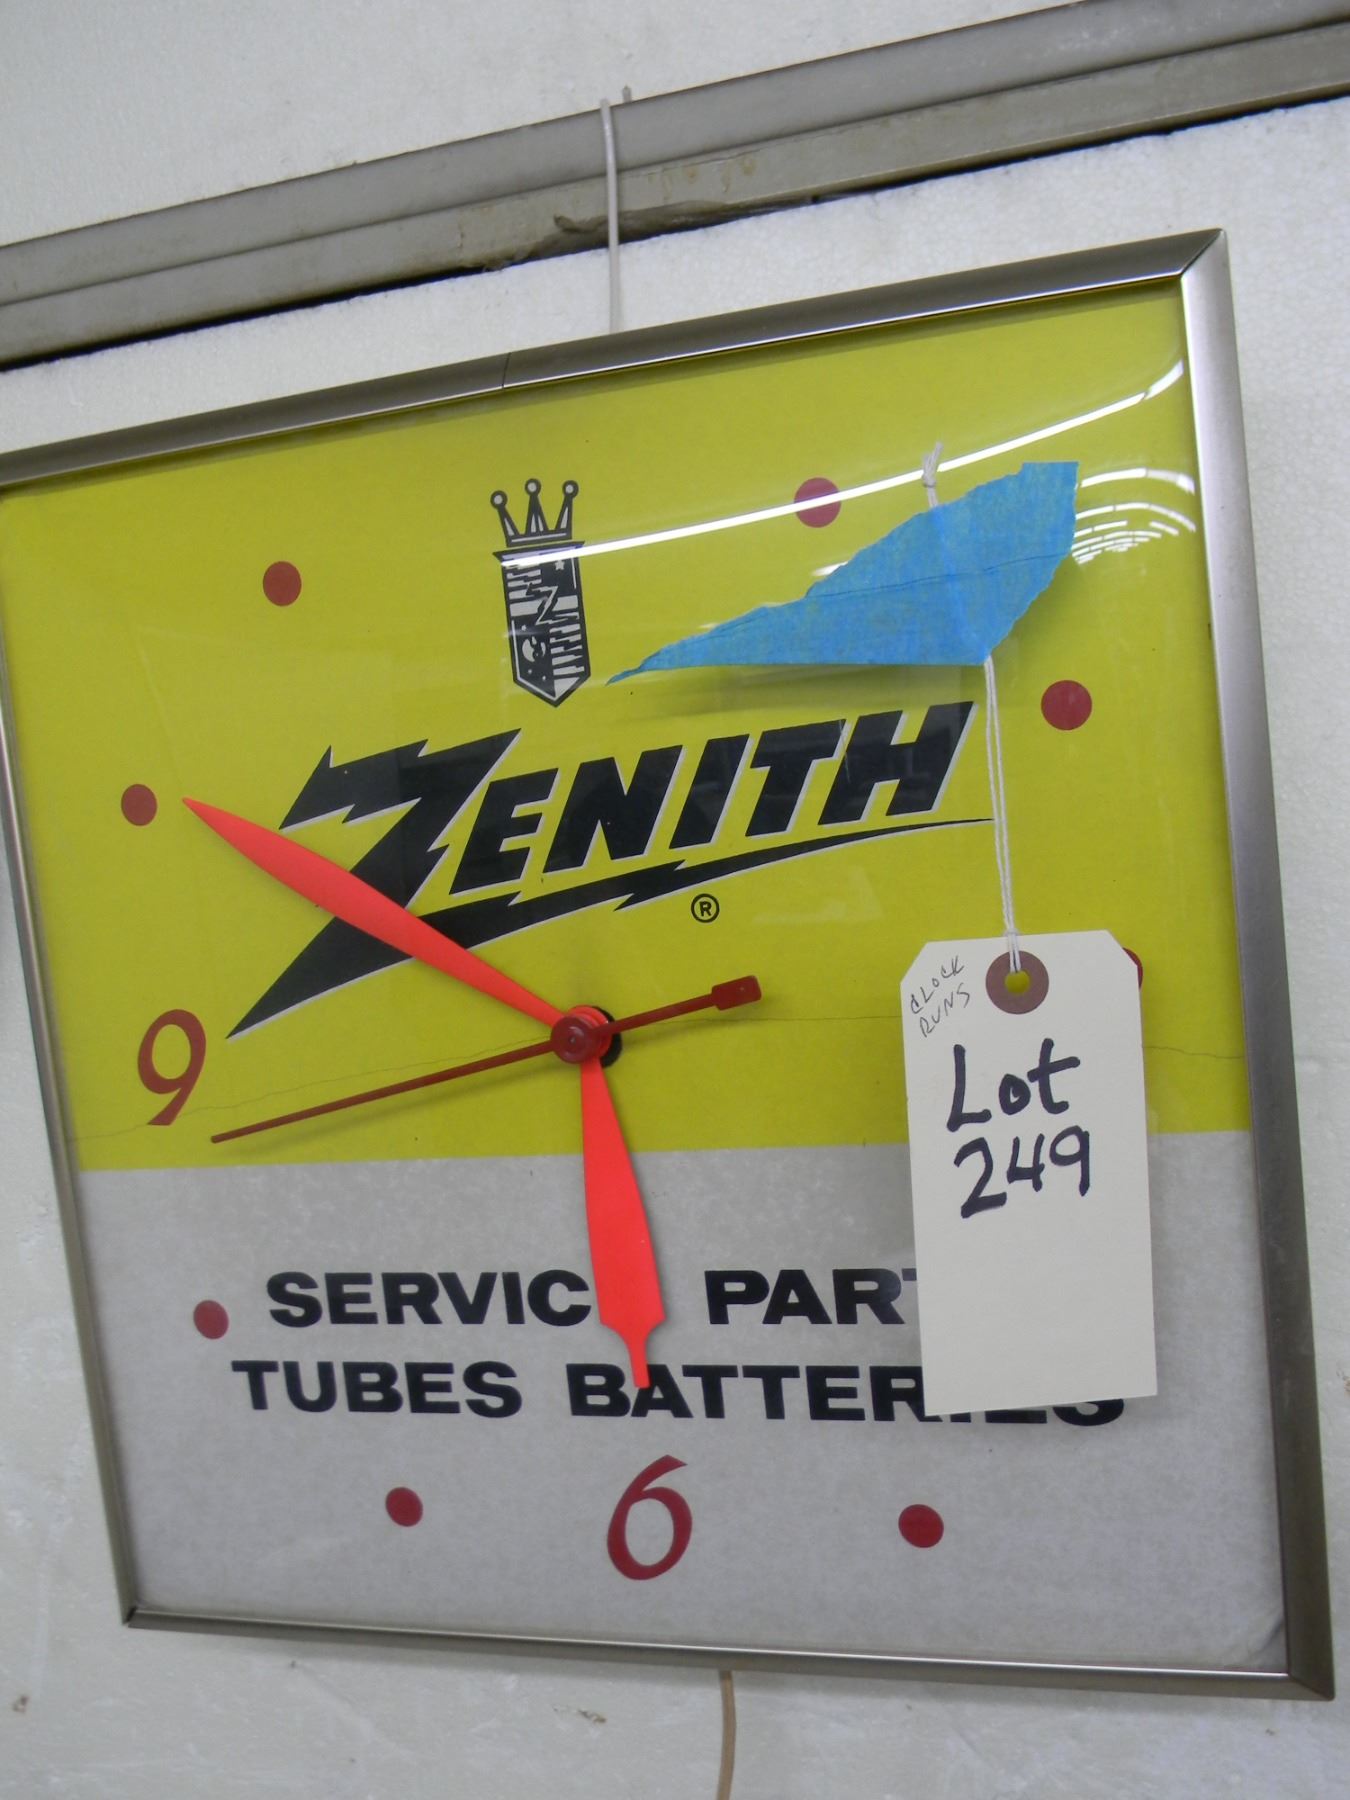 ZENITH
®
9
CLOCK
RUNS
Lot
249
SERVIC PART
TUBES BATTERIES
6